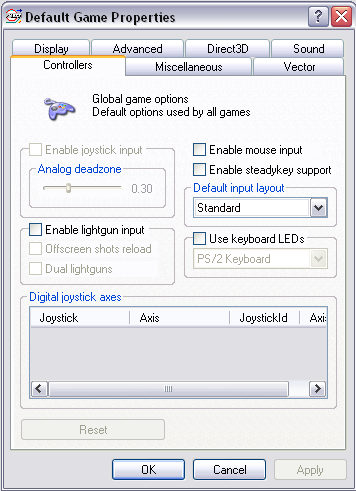 Default Game Properties
Display
Advanced
Direct3D
Sound
Controllers
Miscellaneous
Vector
Global game options
Default options used by all games
Enable joystick input
Analog deadzone
0.30
Enable mouse input
Enable steadykey support
Default input layout
Standard
Enable lightgun input
Offscreen shots reload
Dual lightguns
Use keyboard LEDs
PS/2 Keyboard
Digital joystick axes
Joystick Axis JoystickId Axi
Reset
OK
Cancel
Apply